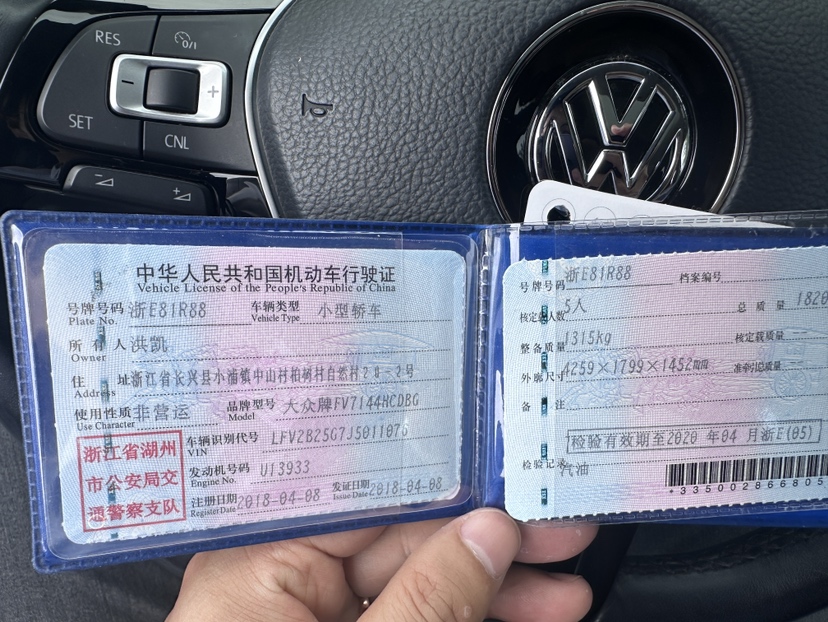 RES
SET
CNL
中华人民共和国机动车行驶证
Vehicle License of the People's Republic of China
号牌号码 浙E81R88 车辆类型 小型轿车
Plate No. Vehicle Type
所有人 洪凯
Owner
住址 浙江省长兴县小浦镇中山村柏树村自然村28-2号
Address
使用性质 非营运 品牌型号 大众牌FV7144HCDBG
Use Character Model
浙江省湖州
市公安局交
通警察支队
车辆识别代号 LFV2B25G7J5011076
VIN
发动机号码 U13933
Engine No.
注册日期 2018-04-08 发证日期 2018-04-08
Register Date Issue Date
号牌号码 浙E81R88 档案编号
核定载人数 5人 总质量 1820
整备质量 1315kg 核定载质量
外廓尺寸 4259×1799×1452mm 准牵引总质量
备注
检验有效期至2020年04月浙E(05)
检验记录 汽油